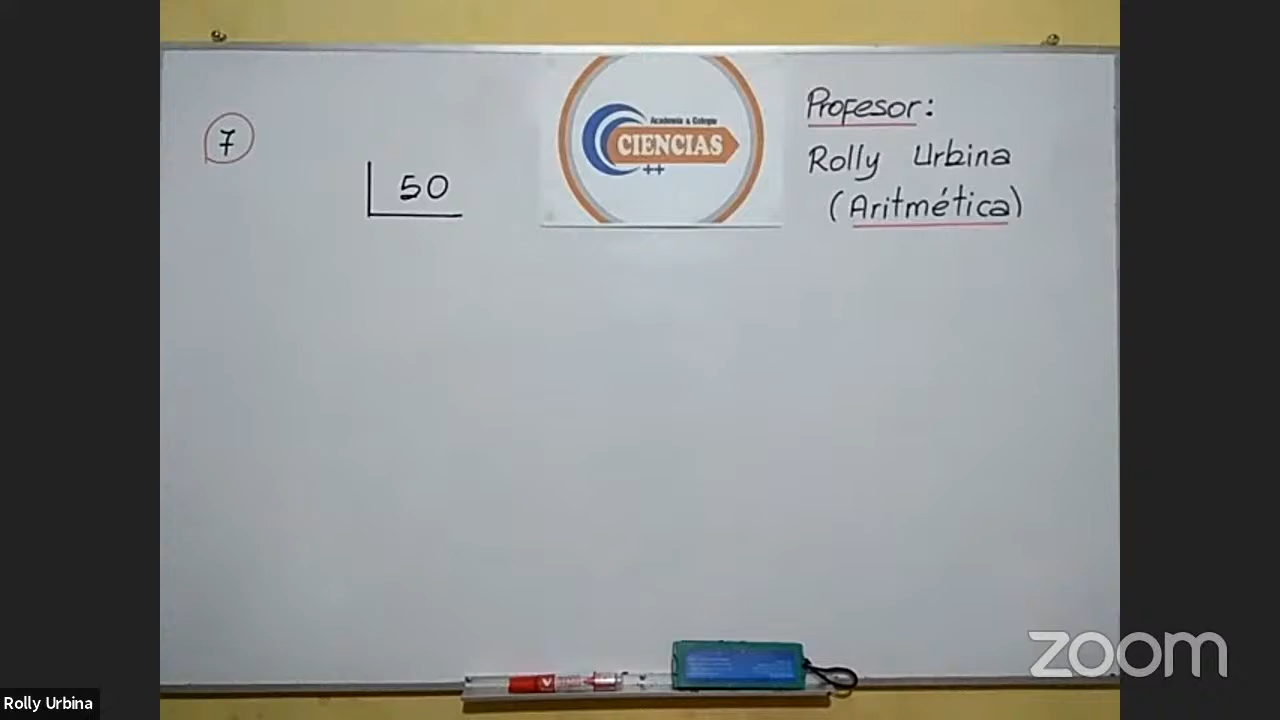 7
50
Academia & Colegio
CIENCIAS
++
Profesor:
Rolly Urbina
(Aritmética)
zoom
Rolly Urbina